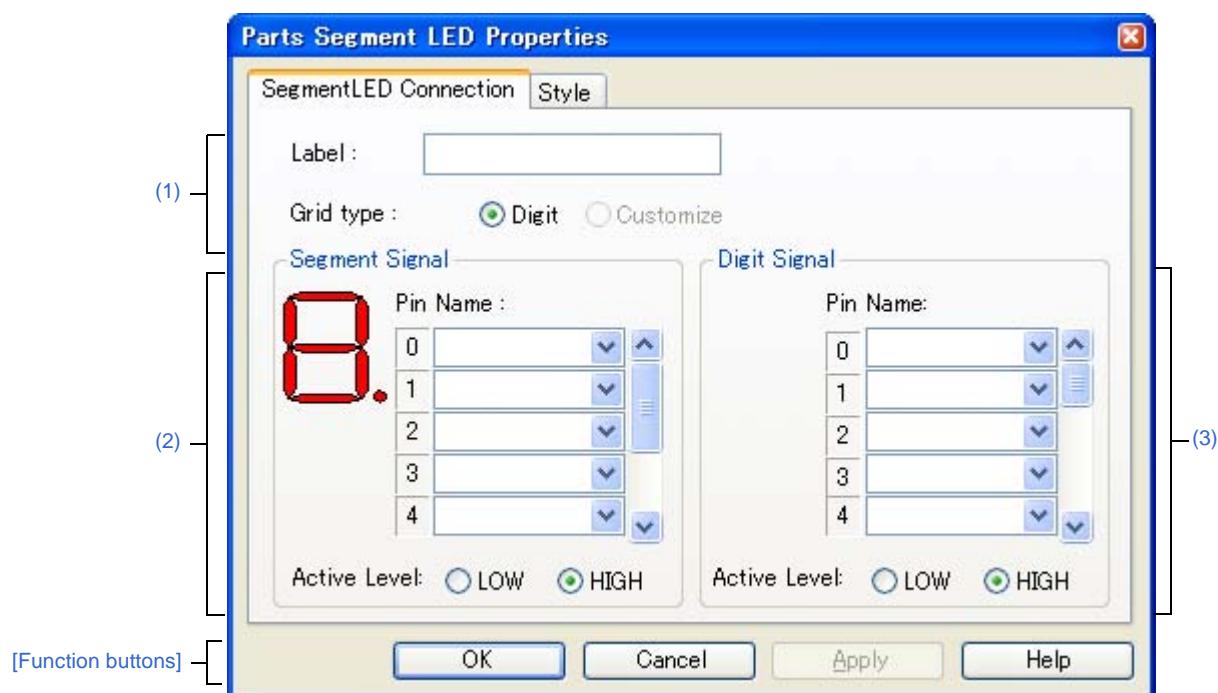 Parts Segment LED Properties
SegmentLED Connection Style
Label :
(1)
Grid type : Digit Customize
Segment Signal
Digit Signal
Pin Name :
Pin Name:
0
1
2
3
4
0
1
2
3
4
(2)
(3)
Active Level: LOW HIGH
Active Level: LOW HIGH
[Function buttons]
OK Cancel Apply Help